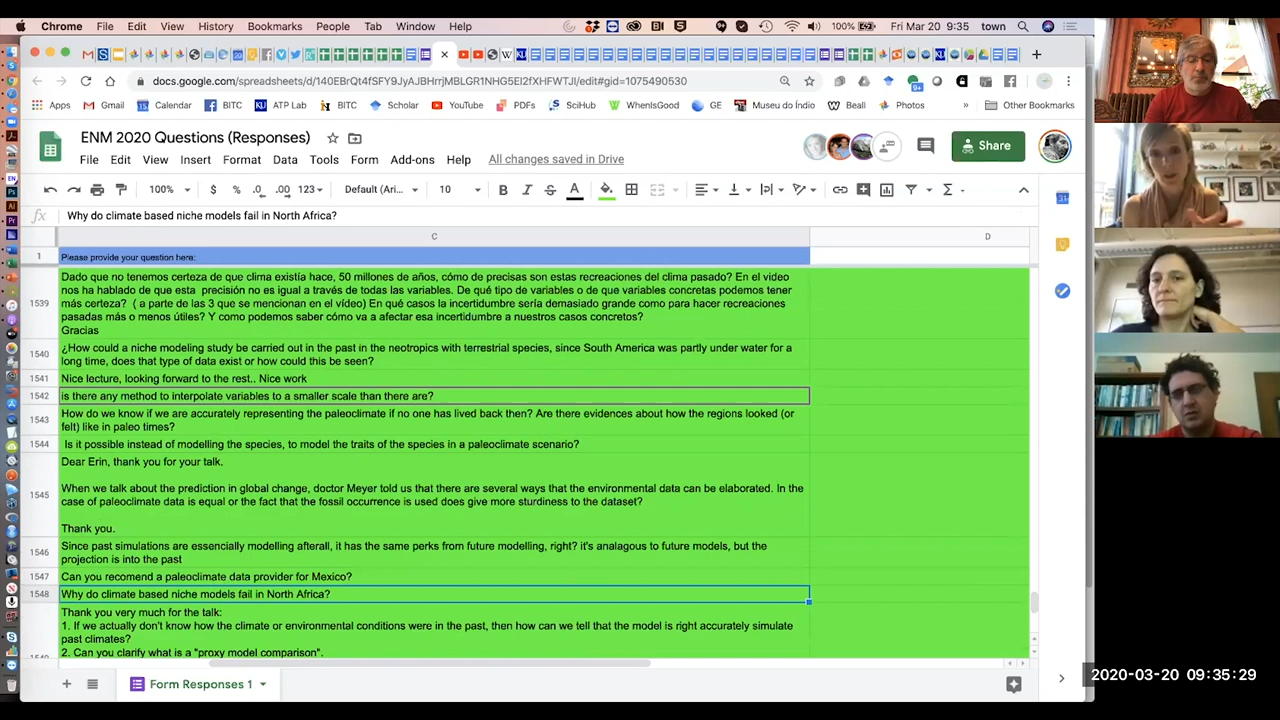 Chrome File Edit View History Bookmarks People Tab Window Help 100% Fri Mar 20 9:35 town
docs.google.com/spreadsheets/d/140EBrQt4fSFY9JyAJBHrrjMBLGR1NHG5EI2fXHFWTJI/edit#gid=1075490530
Apps Gmail Calendar BITC ATP Lab BITC Scholar YouTube PDFs SciHub WhenIsGood GE Museu do Índio Beall Photos » Other Bookmarks
ENM 2020 Questions (Responses)
Share
File Edit View Insert Format Data Tools Form Add-ons Help All changes saved in Drive
100% $ % .0 .00 123 Default (Ari... 10 B I S A
fx Why do climate based niche models fail in North Africa?
C D
1 Please provide your question here:
Dado que no tenemos certeza de que clima existía hace, 50 millones de años, cómo de precisas son estas recreaciones del clima pasado? En el video
nos ha hablado de que esta precisión no es igual a través de todas las variables. De qué tipo de variables o de que variables concretas podemos tener
1539 más certeza? ( a parte de las 3 que se mencionan en el vídeo) En qué casos la incertidumbre sería demasiado grande como para hacer recreaciones
pasadas más o menos útiles? Y como podemos saber cómo va a afectar esa incertidumbre a nuestros casos concretos?
Gracias
1540 ¿How could a niche modeling study be carried out in the past in the neotropics with terrestrial species, since South America was partly under water for a
long time, does that type of data exist or how could this be seen?
1541 Nice lecture, looking forward to the rest.. Nice work
1542 is there any method to interpolate variables to a smaller scale than there are?
1543 How do we know if we are accurately representing the paleoclimate if no one has lived back then? Are there evidences about how the regions looked (or
felt) like in paleo times?
1544 Is it possible instead of modelling the species, to model the traits of the species in a paleoclimate scenario?
Dear Erin, thank you for your talk.
1545 When we talk about the prediction in global change, doctor Meyer told us that there are several ways that the environmental data can be elaborated. In the
case of paleoclimate data is equal or the fact that the fossil occurrence is used does give more sturdiness to the dataset?
Thank you.
1546 Since past simulations are essencially modelling afterall, it has the same perks from future modelling, right? it's analagous to future models, but the
projection is into the past
1547 Can you recomend a paleoclimate data provider for Mexico?
1548 Why do climate based niche models fail in North Africa?
Thank you very much for the talk:
1. If we actually don't know how the climate or environmental conditions were in the past, then how can we tell that the model is right accurately simulate
past climates?
2. Can you clarify what is a "proxy model comparison".
Form Responses 1
2020-03-20 09:35:29